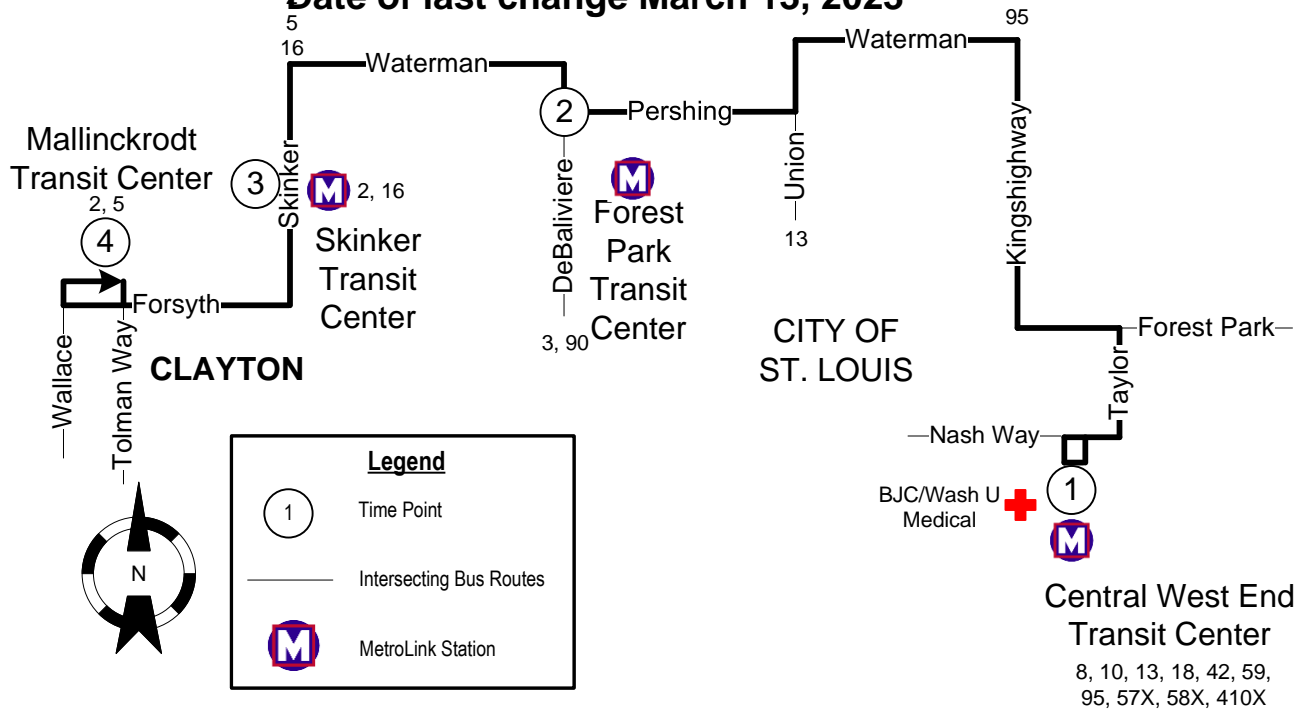 Date of last change March 13, 2023
5
16
95
Waterman
Waterman
2
Pershing
Mallinckrodt
Transit Center
2, 5
4
3
Skinker
M
2, 16
Skinker
Transit
Center
DeBaliviere
3, 90
M
Forest
Park
Transit
Center
Union
13
Kingshighway
Forsyth
Wallace
Tolman Way
CLAYTON
CITY OF
ST. LOUIS
Forest Park
Taylor
Nash Way
1
BJC/Wash U
Medical
M
Central West End
Transit Center
8, 10, 13, 18, 42, 59,
95, 57X, 58X, 410X
N
Legend
1 Time Point
Intersecting Bus Routes
M MetroLink Station